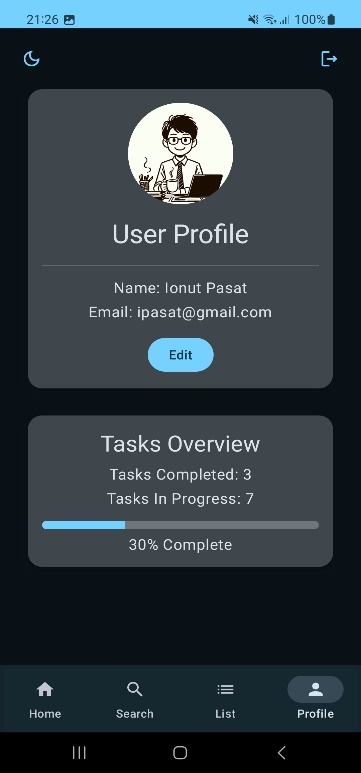 21:26 100%
User Profile
Name: Ionut Pasat
Email: ipasat@gmail.com
Edit
Tasks Overview
Tasks Completed: 3
Tasks In Progress: 7
30% Complete
Home Search List Profile